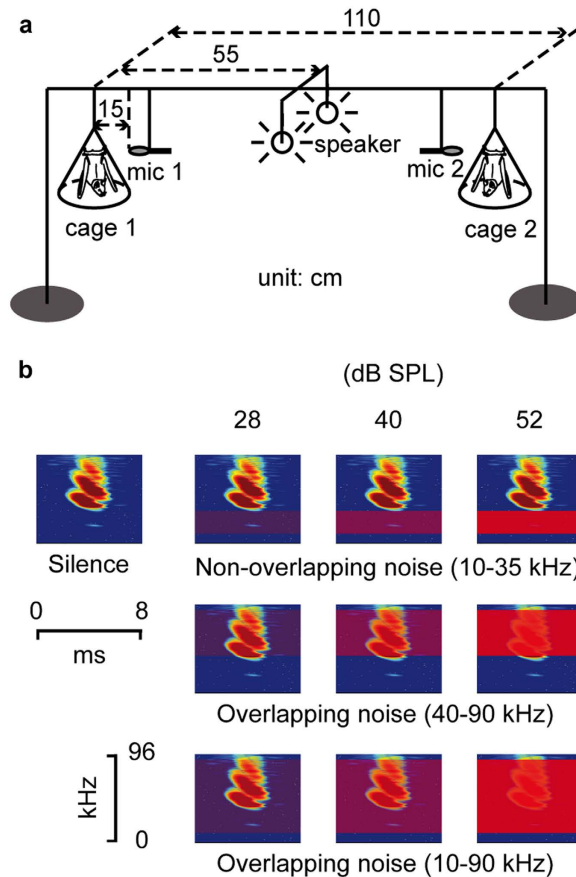 a
110
55
15
speaker
mic 1
mic 2
cage 1
cage 2
unit: cm
b
(dB SPL)
28 40 52
Silence
Non-overlapping noise (10-35 kHz)
0 8
ms
Overlapping noise (40-90 kHz)
96
kHz
0
Overlapping noise (10-90 kHz)